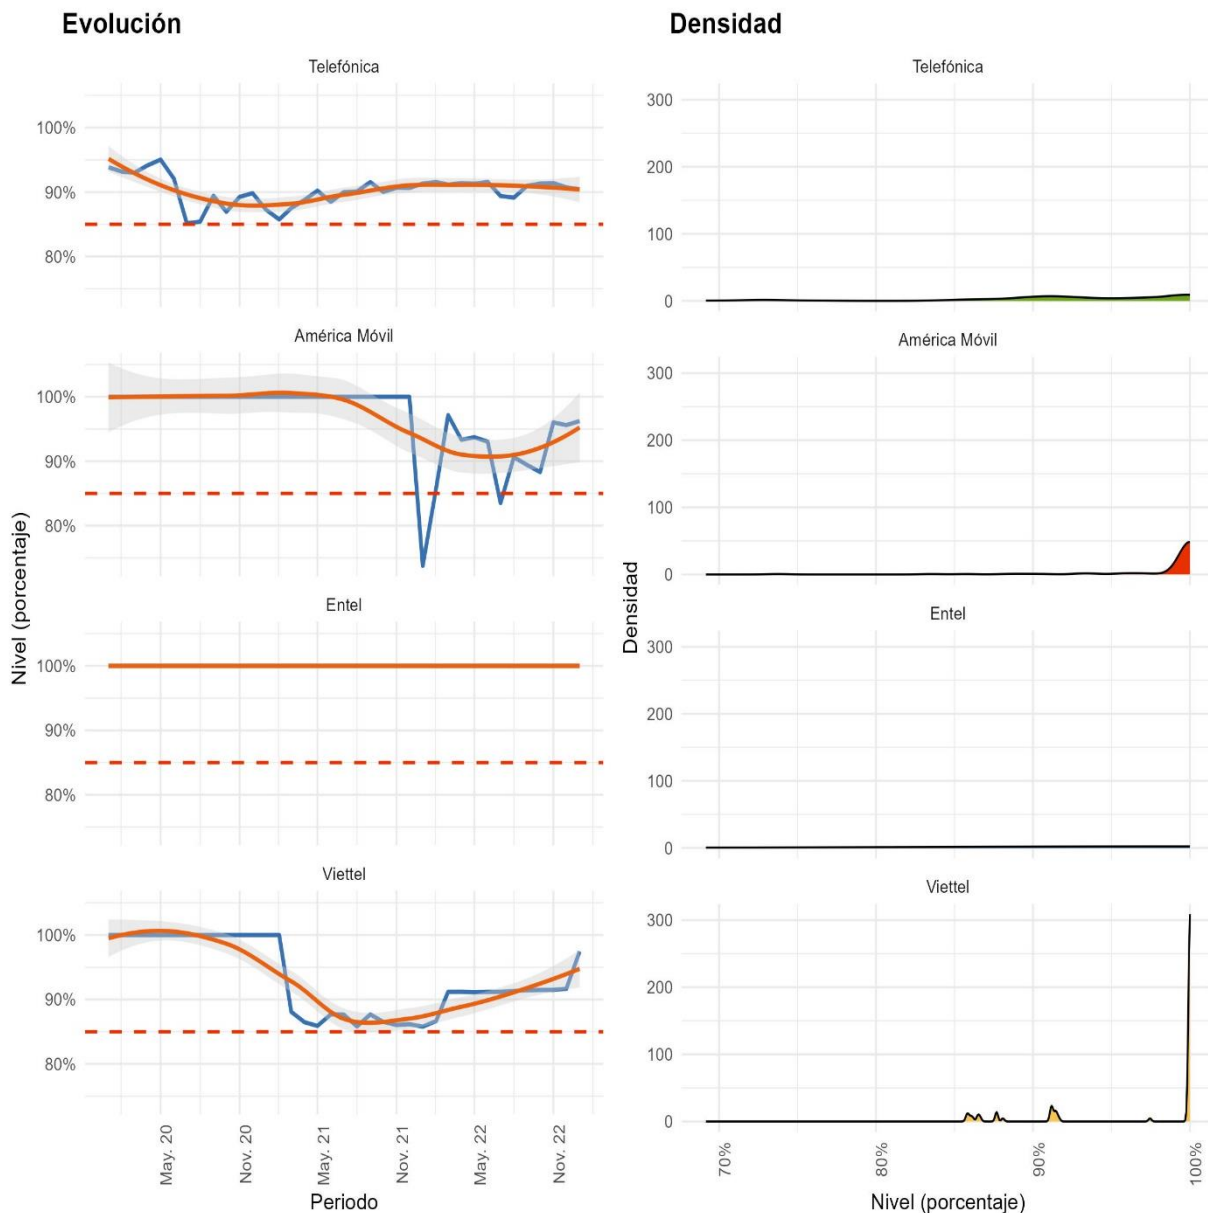 Evolución
Telefónica
100%
90%
80%
América Móvil
100%
90%
80%
Entel
100%
90%
80%
Viettel
100%
90%
80%
Nivel (porcentaje)
May. 20
Nov. 20
May. 21
Nov. 21
May. 22
Nov. 22
Periodo
Densidad
Telefónica
300
200
100
0
América Móvil
300
200
100
0
Entel
300
200
100
0
Viettel
300
200
100
0
Densidad
70%
80%
90%
100%
Nivel (porcentaje)